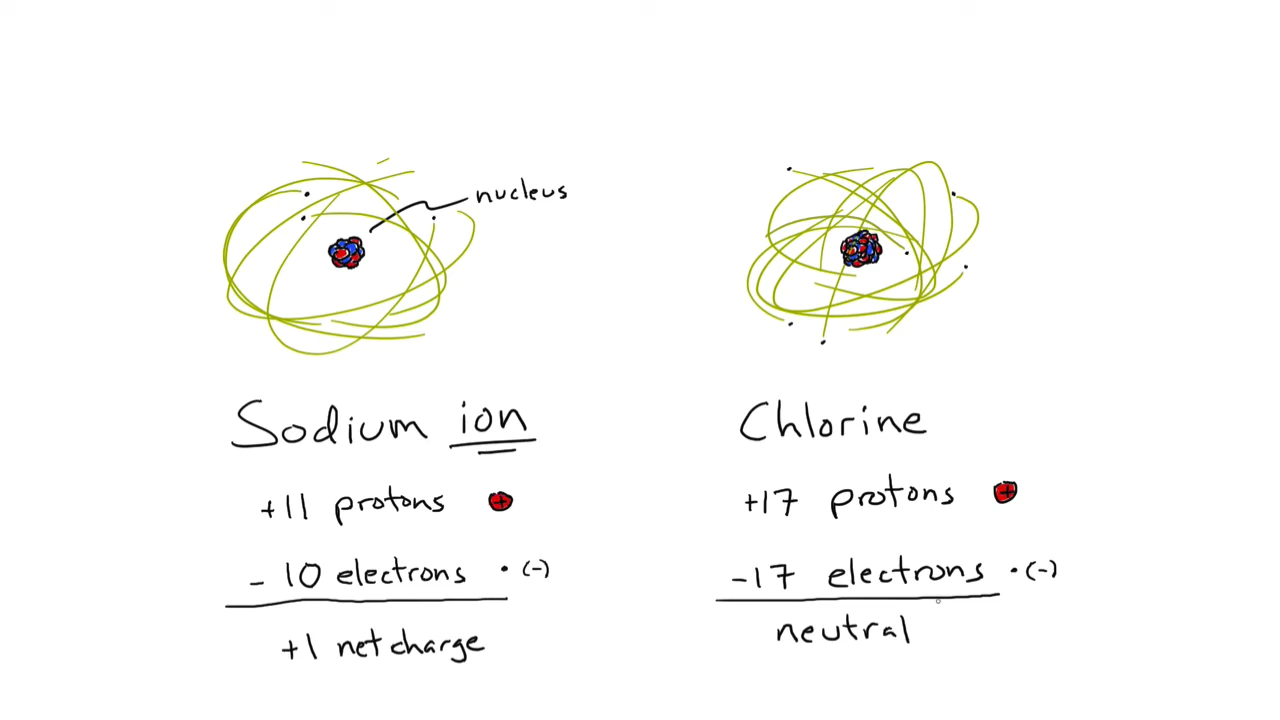 nucleus
Sodium ion
+11 protons +
- 10 electrons • (-)
+1 net charge
Chlorine
+17 protons +
-17 electrons • (-)
neutral